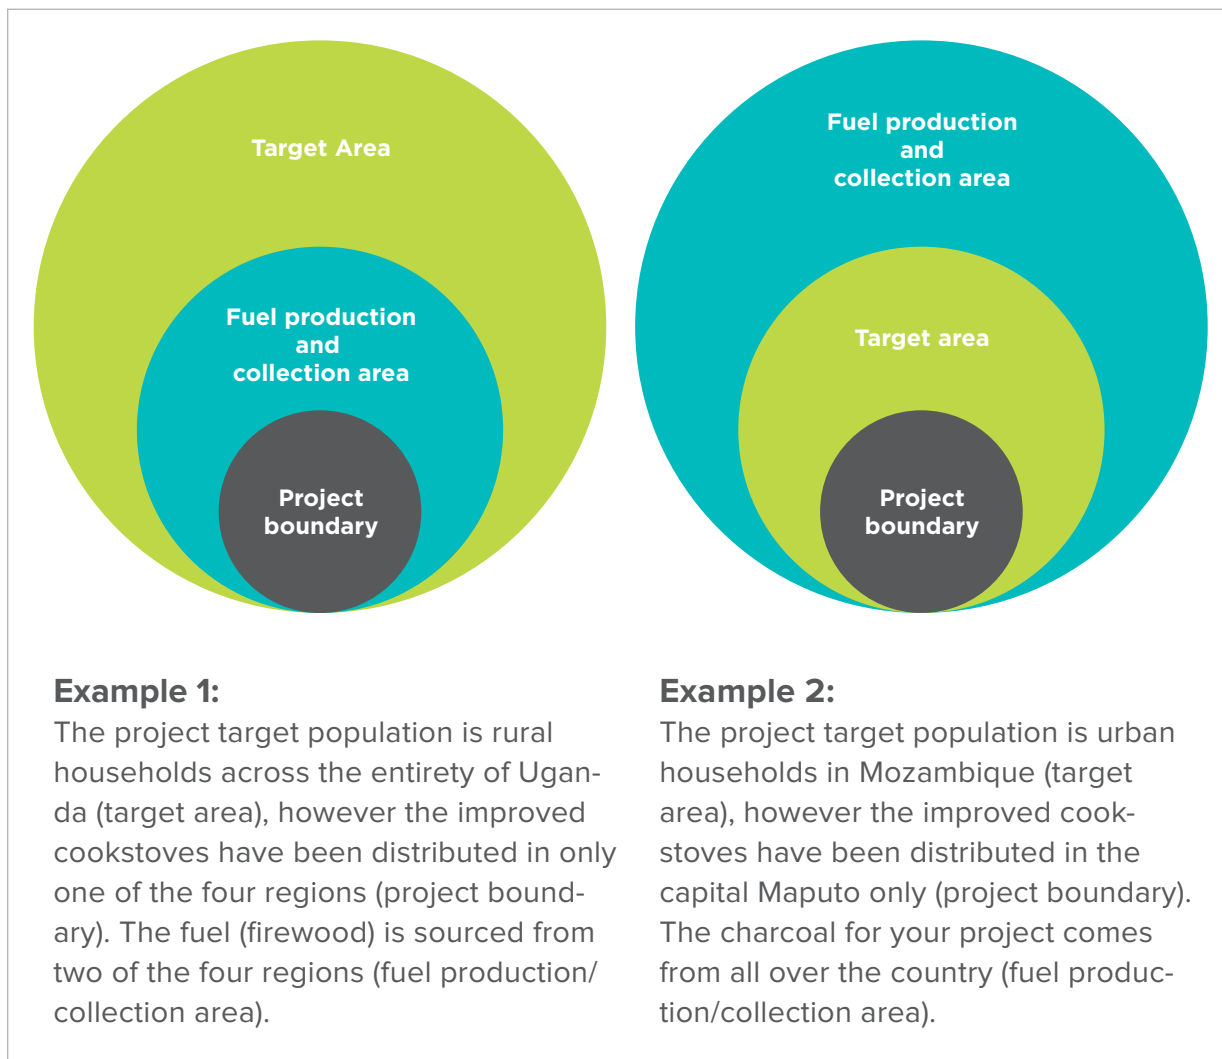 Target Area
Fuel production
and
collection area
Project
boundary
Fuel production
and
collection area
Target area
Project
boundary
Example 1:
The project target population is rural
households across the entirety of Ugan-
da (target area), however the improved
cookstoves have been distributed in only
one of the four regions (project bound-
ary). The fuel (firewood) is sourced from
two of the four regions (fuel production/
collection area).
Example 2:
The project target population is urban
households in Mozambique (target
area), however the improved cook-
stoves have been distributed in the
capital Maputo only (project boundary).
The charcoal for your project comes
from all over the country (fuel produc-
tion/collection area).